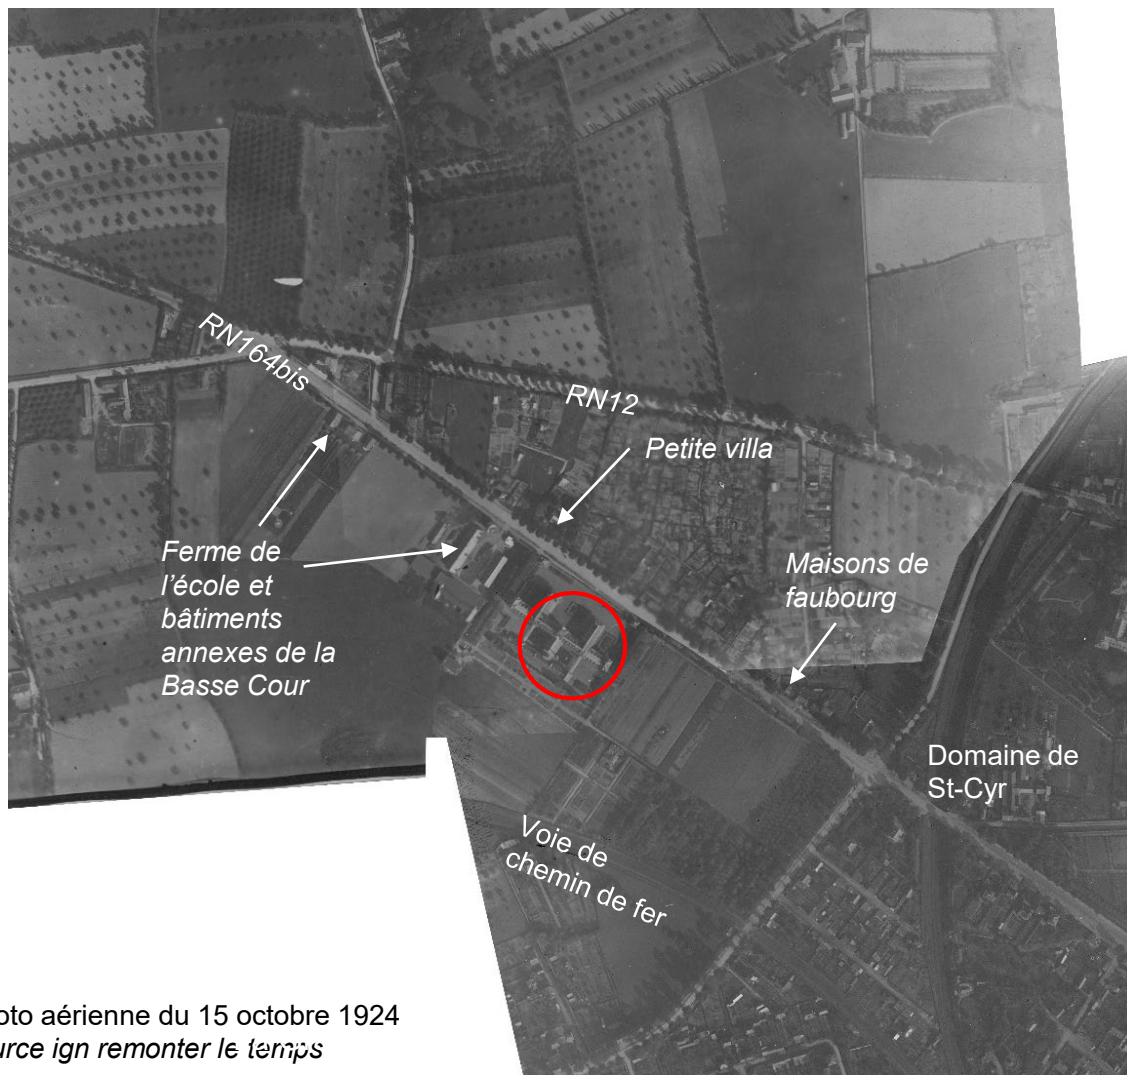 RN164bis
RN12
Petite villa
Ferme de
l'école et
bâtiments
annexes de la
Basse Cour
Maisons de
faubourg
Domaine de
St-Cyr
Voie de
chemin de fer
oto aérienne du 15 octobre 1924
urce ign remonter le temps